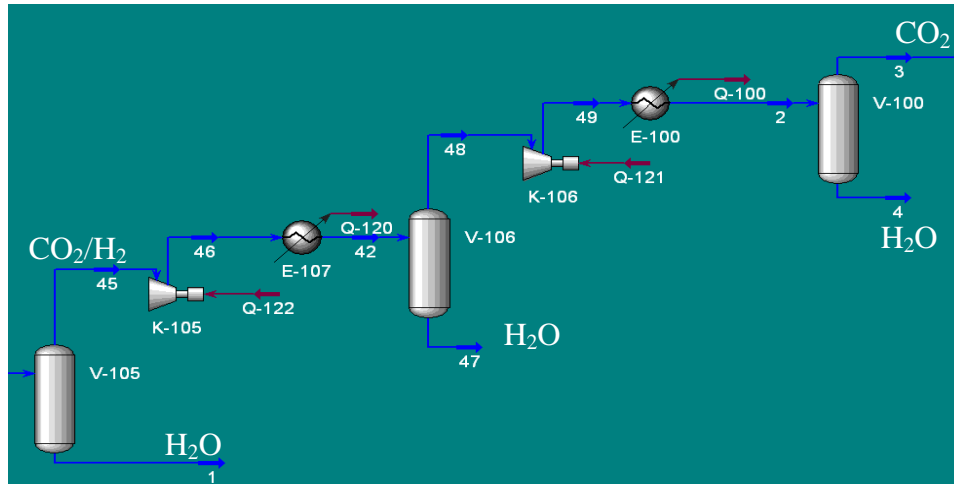 CO₂
3
Q-100
V-100
49
2
E-100
48
K-106
Q-121
4
H₂O
Q-120
V-106
46
CO₂/H₂
42
E-107
45
Q-122
K-105
H₂O
47
V-105
H₂O
1